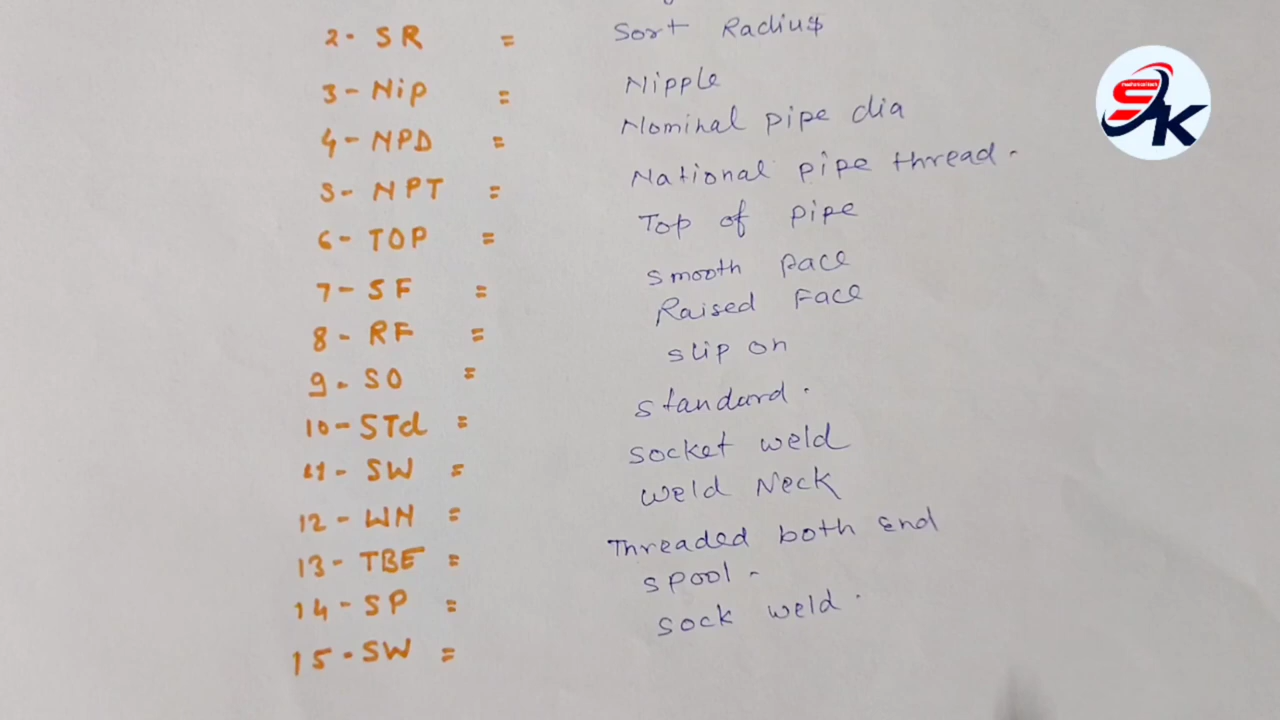 2- SR = Sort Radius
3- Nip = Nipple
4- NPD = Nominal pipe dia
5- NPT = National pipe thread.
6- TOP = Top of pipe
7- SF = smooth face
8- RF = Raised Face
9- SO = slip on
10- STd = standard.
11- SW = socket weld
12- WN = weld Neck
13- TBE = Threaded both End
14- SP = spool-
15- SW = sock weld.
SK